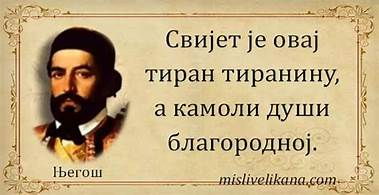 Свијет је овај
тиран тиранину,
а камоли души
благородној.
Његош
mislivelikana.com